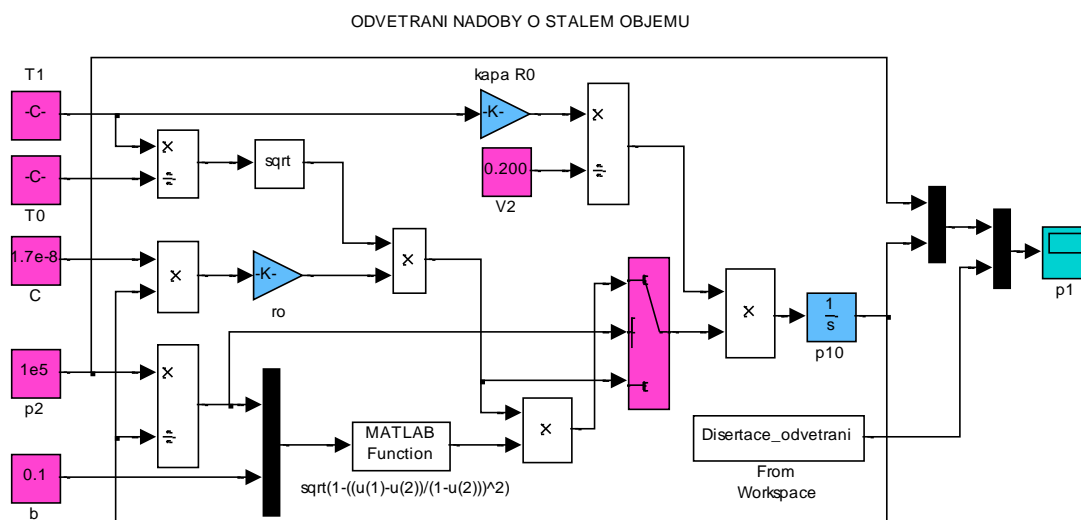 ODVETRANI NADOBY O STALEM OBJEMU
T1
-C-
kapa R0
-K-
×
÷
×
÷
sqrt
-C-
T0
0.200
V2
1.7e-8
C
×
-K-
ro
×
×
1
s
p10
p1
1e5
p2
×
÷
MATLAB
Function
sqrt(1-((u(1)-u(2))/(1-u(2)))^2)
×
Disertace_odvetrani
From
Workspace
0.1
b